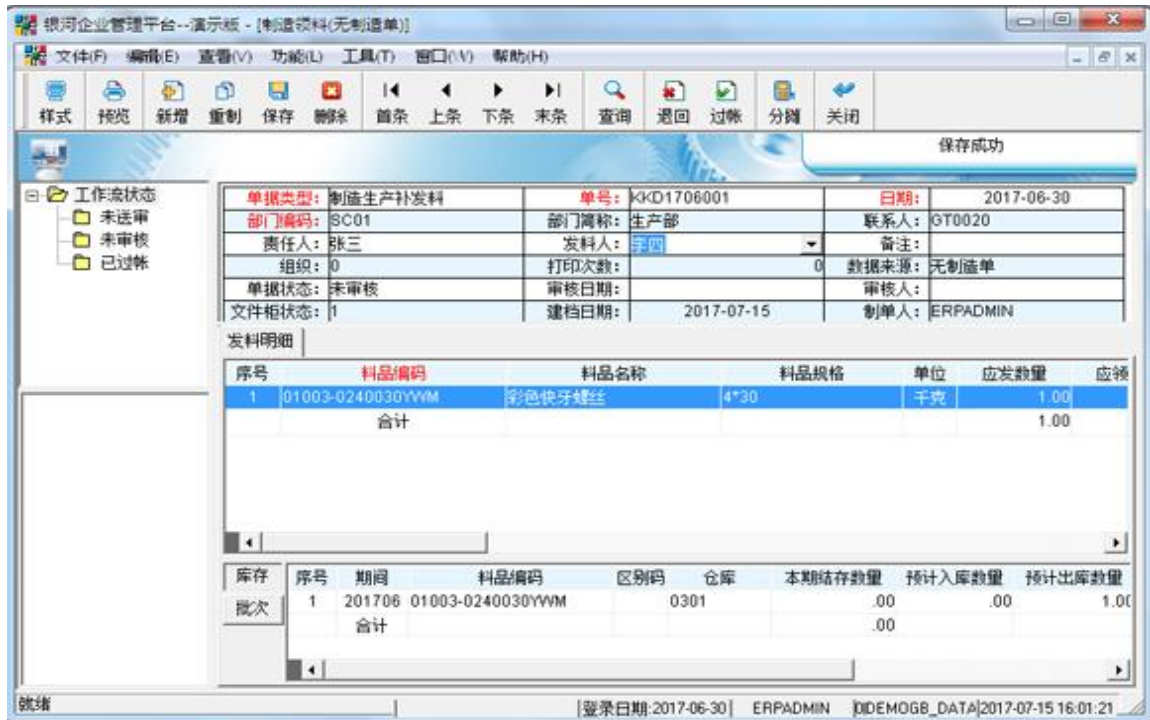 银河企业管理平台--演示版 - [制造领料(无制造单)]
文件(F) 编辑(E) 查看(V) 功能(L) 工具(T) 窗口(W) 帮助(H)
样式 预览 新增 重制 保存 删除 首条 上条 下条 末条 查询 退回 过帐 分摊 关闭
保存成功
工作流状态
未送审
未审核
已过帐
单据类型: 制造生产补发料 单号: KKD1706001 日期: 2017-06-30
部门编码: SC01 部门简称: 生产部 联系人: GT0020
责任人: 张三 发料人: 李四 备注:
组织: 0 打印次数: 0 数据来源: 无制造单
单据状态: 未审核 审核日期: 审核人:
文件柜状态: 1 建档日期: 2017-07-15 制单人: ERPADMIN
发料明细
序号 料品编码 料品名称 料品规格 单位 应发数量 应领
1 01003-0240030YWM 彩色快牙螺丝 4*30 千克 1.00
合计 1.00
库存 序号 期间 料品编码 区别码 仓库 本期结存数量 预计入库数量 预计出库数量
批次 1 201706 01003-0240030YWM 0301 .00 .00 1.00
合计 .00
就绪 登录日期:2017-06-30 ERPADMIN 0DEMOGB_DATA 2017-07-15 16:01:21